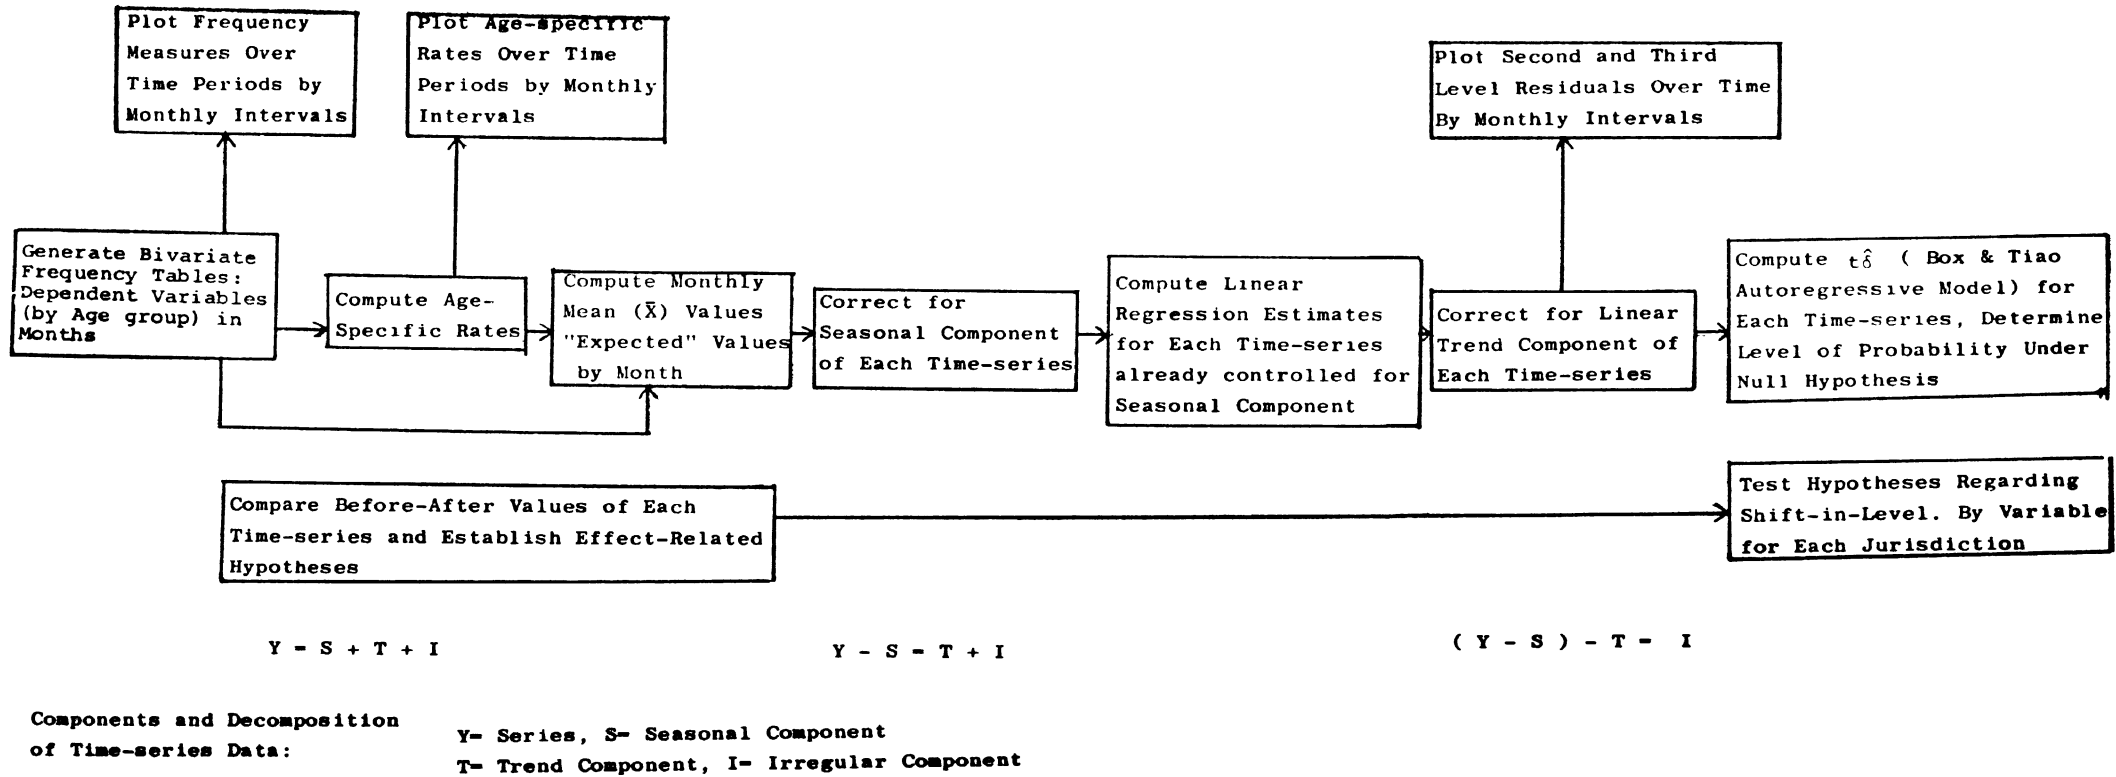 Plot Frequency
Measures Over
Time Periods by
Monthly Intervals
Plot Age-specific
Rates Over Time
Periods by Monthly
Intervals
Plot Second and Third
Level Residuals Over Time
By Monthly Intervals
Generate Bivariate
Frequency Tables:
Dependent Variables
(by Age group) in
Months
Compute Age-
Specific Rates
Compute Monthly
Mean (X̄) Values
"Expected" Values
by Month
Correct for
Seasonal Component
of Each Time-series
Compute Linear
Regression Estimates
for Each Time-series
already controlled for
Seasonal Component
Correct for Linear
Trend Component of
Each Time-series
Compute tδ̂ ( Box & Tiao
Autoregressive Model) for
Each Time-series, Determine
Level of Probability Under
Null Hypothesis
Compare Before-After Values of Each
Time-series and Establish Effect-Related
Hypotheses
Test Hypotheses Regarding
Shift-in-Level. By Variable
for Each Jurisdiction
Y = S + T + I
Y - S = T + I
( Y - S ) - T = I
Components and Decomposition
of Time-series Data:
Y= Series, S= Seasonal Component
T= Trend Component, I= Irregular Component